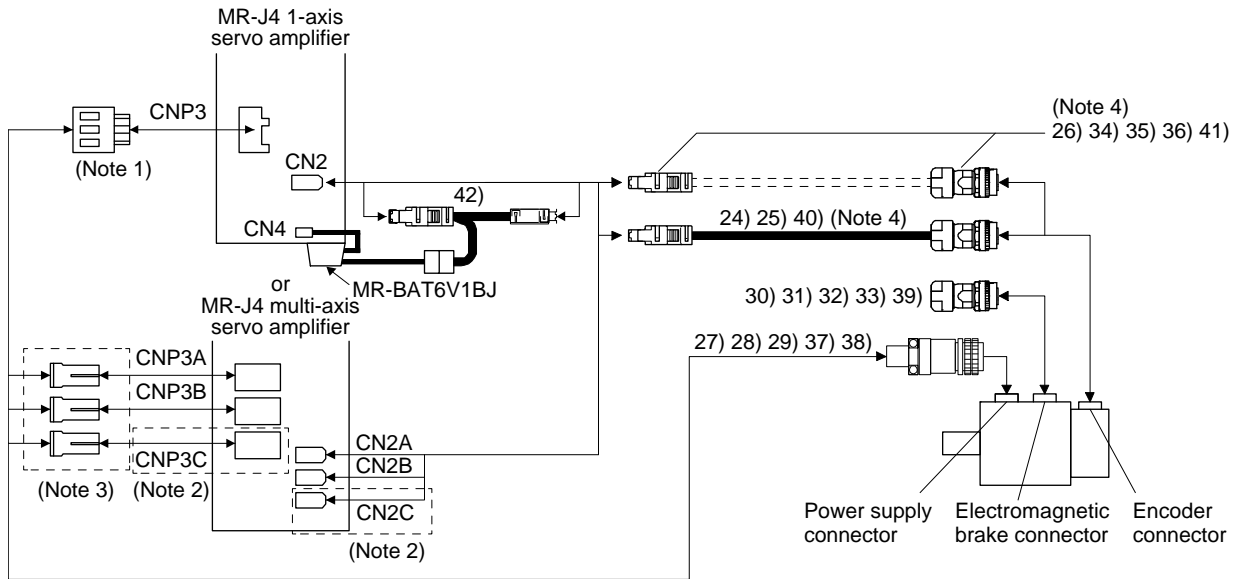 MR-J4 1-axis
servo amplifier
CNP3
(Note 1)
CN2
42)
CN4
MR-BAT6V1BJ
(Note 4)
26) 34) 35) 36) 41)
24) 25) 40) (Note 4)
30) 31) 32) 33) 39)
27) 28) 29) 37) 38)
or
MR-J4 multi-axis
servo amplifier
CNP3A
CNP3B
CNP3C
(Note 3)
(Note 2)
CN2A
CN2B
CN2C
(Note 2)
Power supply
connector
Electromagnetic
brake connector
Encoder
connector